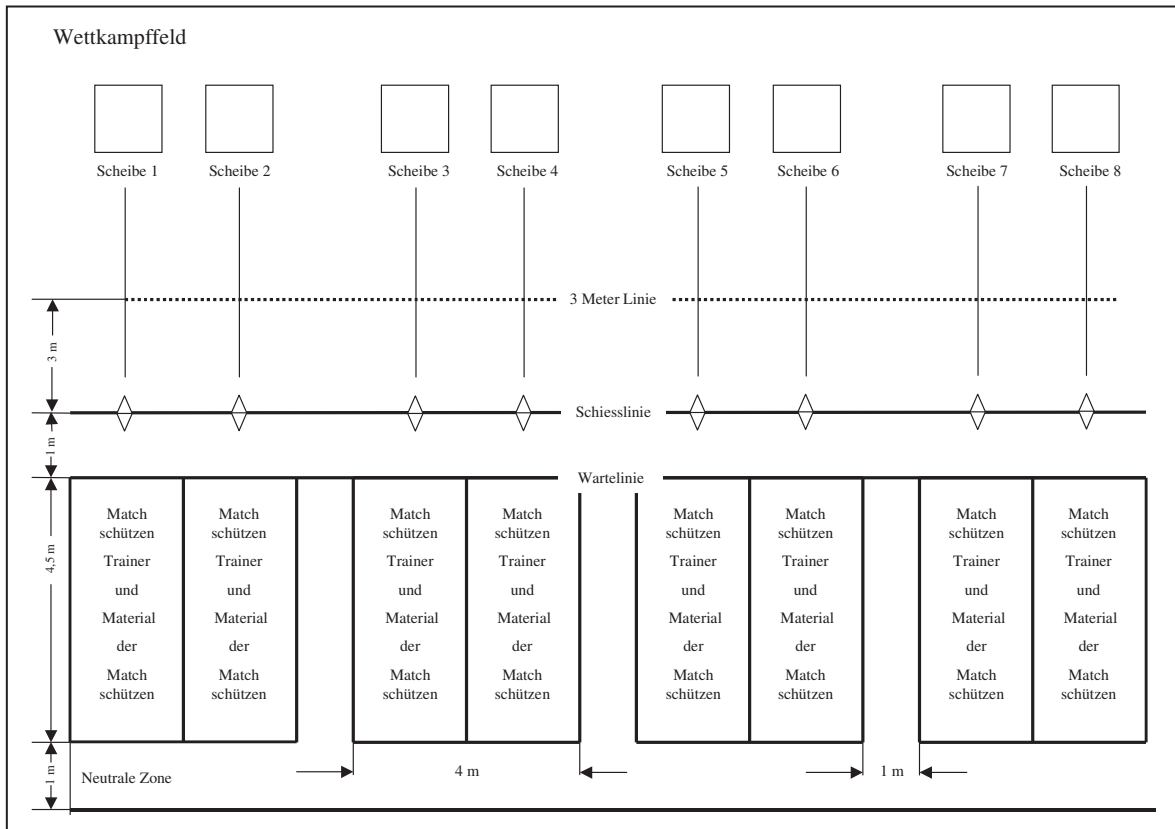 Wettkampffeld
Scheibe 1
Scheibe 2
Scheibe 3
Scheibe 4
Scheibe 5
Scheibe 6
Scheibe 7
Scheibe 8
3 Meter Linie
3 m
Schiesslinie
1 m
Wartelinie
4,5 m
Match
schützen
Trainer
und
Material
der
Match
schützen
Match
schützen
Trainer
und
Material
der
Match
schützen
Match
schützen
Trainer
und
Material
der
Match
schützen
Match
schützen
Trainer
und
Material
der
Match
schützen
Match
schützen
Trainer
und
Material
der
Match
schützen
Match
schützen
Trainer
und
Material
der
Match
schützen
Match
schützen
Trainer
und
Material
der
Match
schützen
Match
schützen
Trainer
und
Material
der
Match
schützen
1 m
Neutrale Zone
4 m
1 m